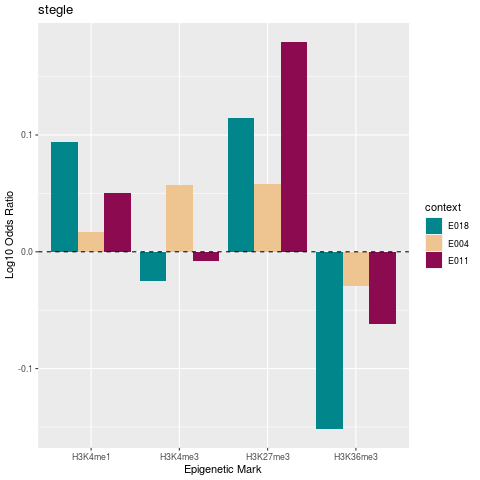 stegle
Log10 Odds Ratio
0.1
0.0
-0.1
H3K4me1 H3K4me3 H3K27me3 H3K36me3
Epigenetic Mark
context
E018
E004
E011